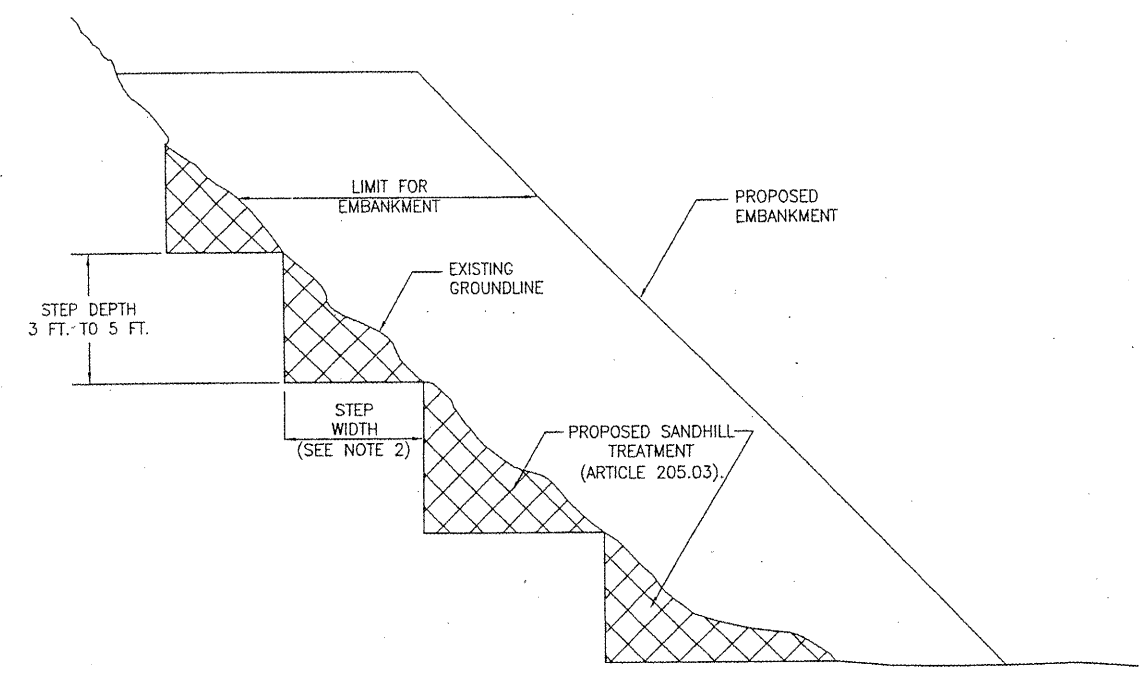 LIMIT FOR
EMBANKMENT
PROPOSED
EMBANKMENT
EXISTING
GROUNDLINE
STEP DEPTH
3 FT. TO 5 FT.
STEP
WIDTH
(SEE NOTE 2)
PROPOSED SANDHILL
TREATMENT
(ARTICLE 205.03).